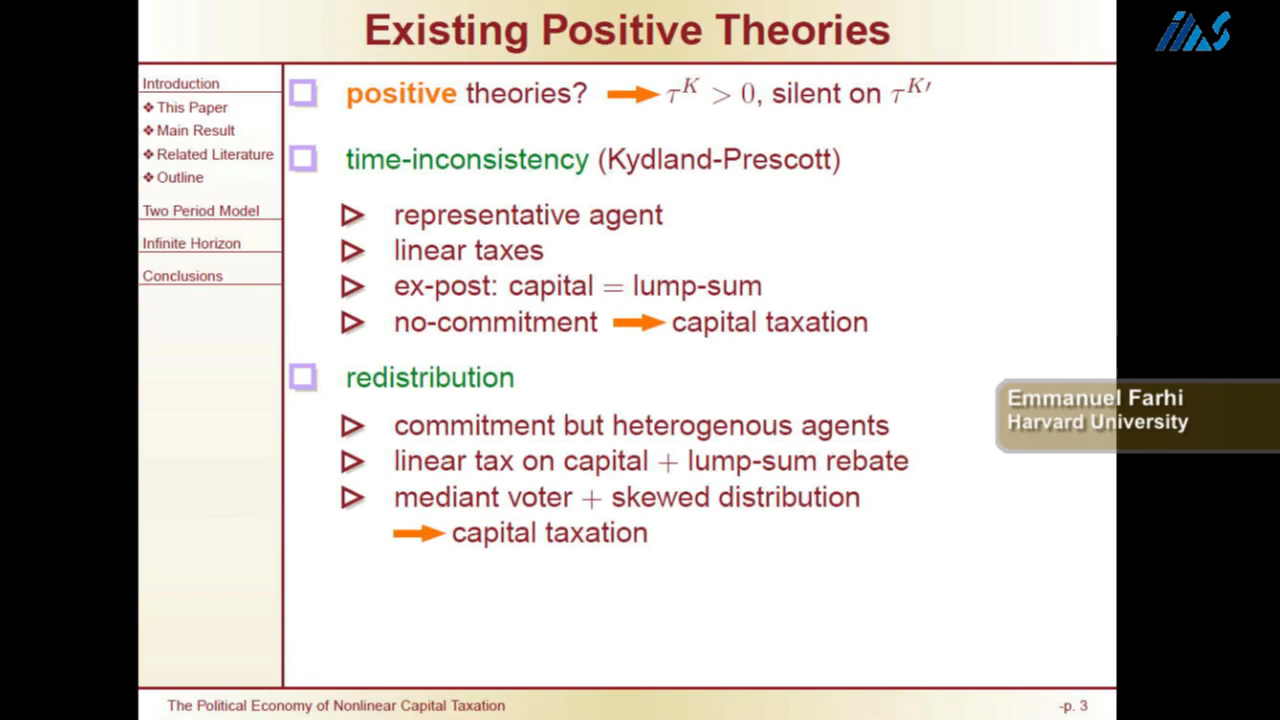 Existing Positive Theories
Introduction
❖ This Paper
❖ Main Result
❖ Related Literature
❖ Outline
Two Period Model
Infinite Horizon
Conclusions
positive theories? ➡ τ^K > 0, silent on τ^K′
time-inconsistency (Kydland-Prescott)
representative agent
linear taxes
ex-post: capital = lump-sum
no-commitment ➡ capital taxation
redistribution
commitment but heterogenous agents
linear tax on capital + lump-sum rebate
mediant voter + skewed distribution
➡ capital taxation
Emmanuel Farhi
Harvard University
The Political Economy of Nonlinear Capital Taxation
-p. 3